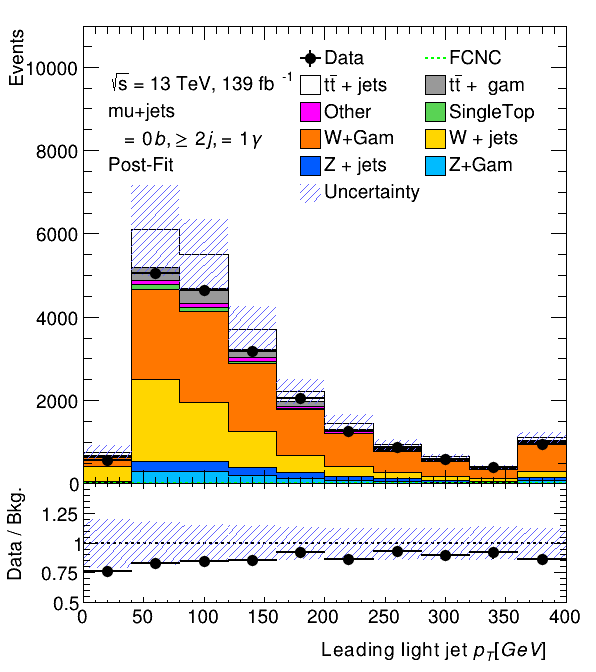 Events
10000
8000
6000
4000
2000
0
√s = 13 TeV, 139 fb -1
mu+jets
= 0b, ≥ 2j, = 1γ
Post-Fit
Data
FCNC
tt̄ + jets
tt̄ + gam
Other
SingleTop
W+Gam
W + jets
Z + jets
Z+Gam
Uncertainty
Data / Bkg.
1.25
1
0.75
0.5
0 50 100 150 200 250 300 350 400
Leading light jet pT[GeV]